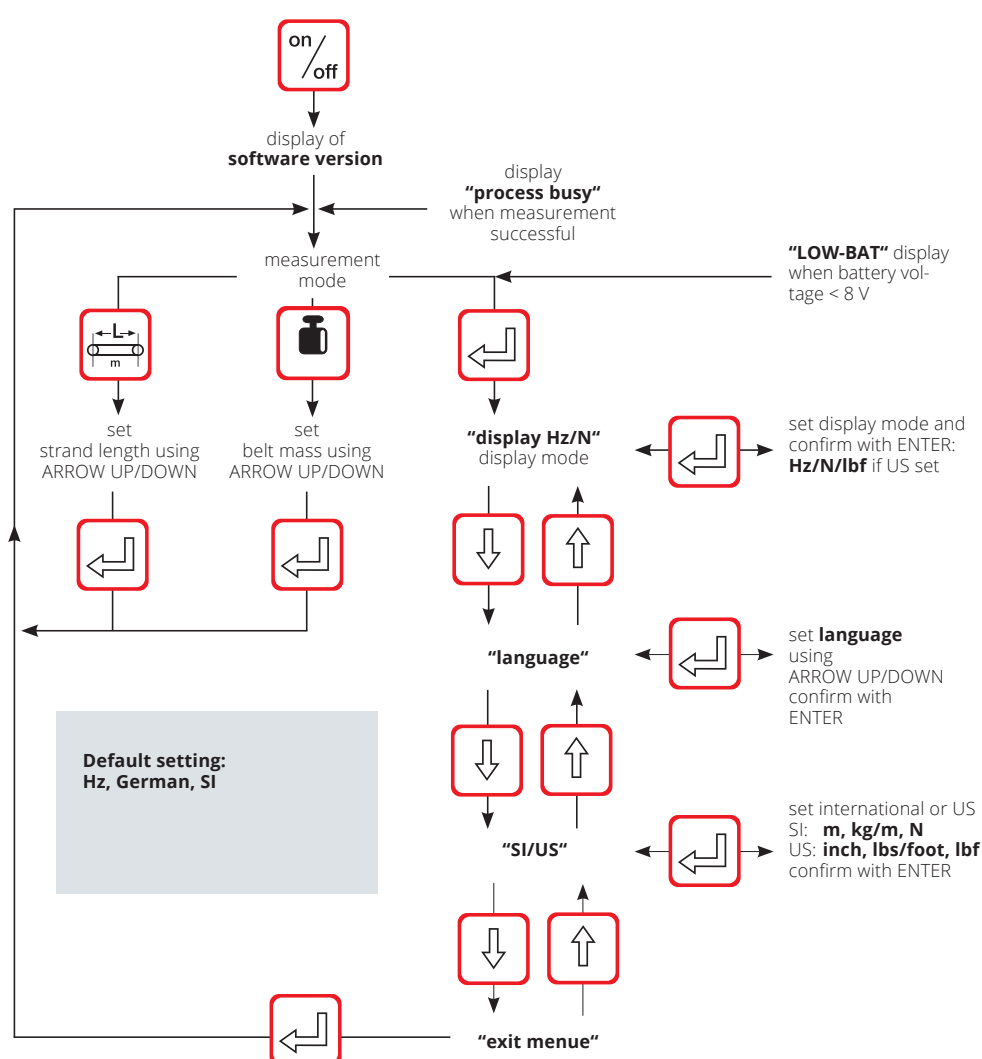 on
off
display of
software version
display
“process busy“
when measurement
successful
measurement
mode
“LOW-BAT“ display
when battery vol-
tage < 8 V
L
m
set
strand length using
ARROW UP/DOWN
set
belt mass using
ARROW UP/DOWN
“display Hz/N“
display mode
set display mode and
confirm with ENTER:
Hz/N/lbf if US set
“language“
set language
using
ARROW UP/DOWN
confirm with
ENTER
Default setting:
Hz, German, SI
“SI/US“
set international or US
SI: m, kg/m, N
US: inch, lbs/foot, lbf
confirm with ENTER
“exit menue“